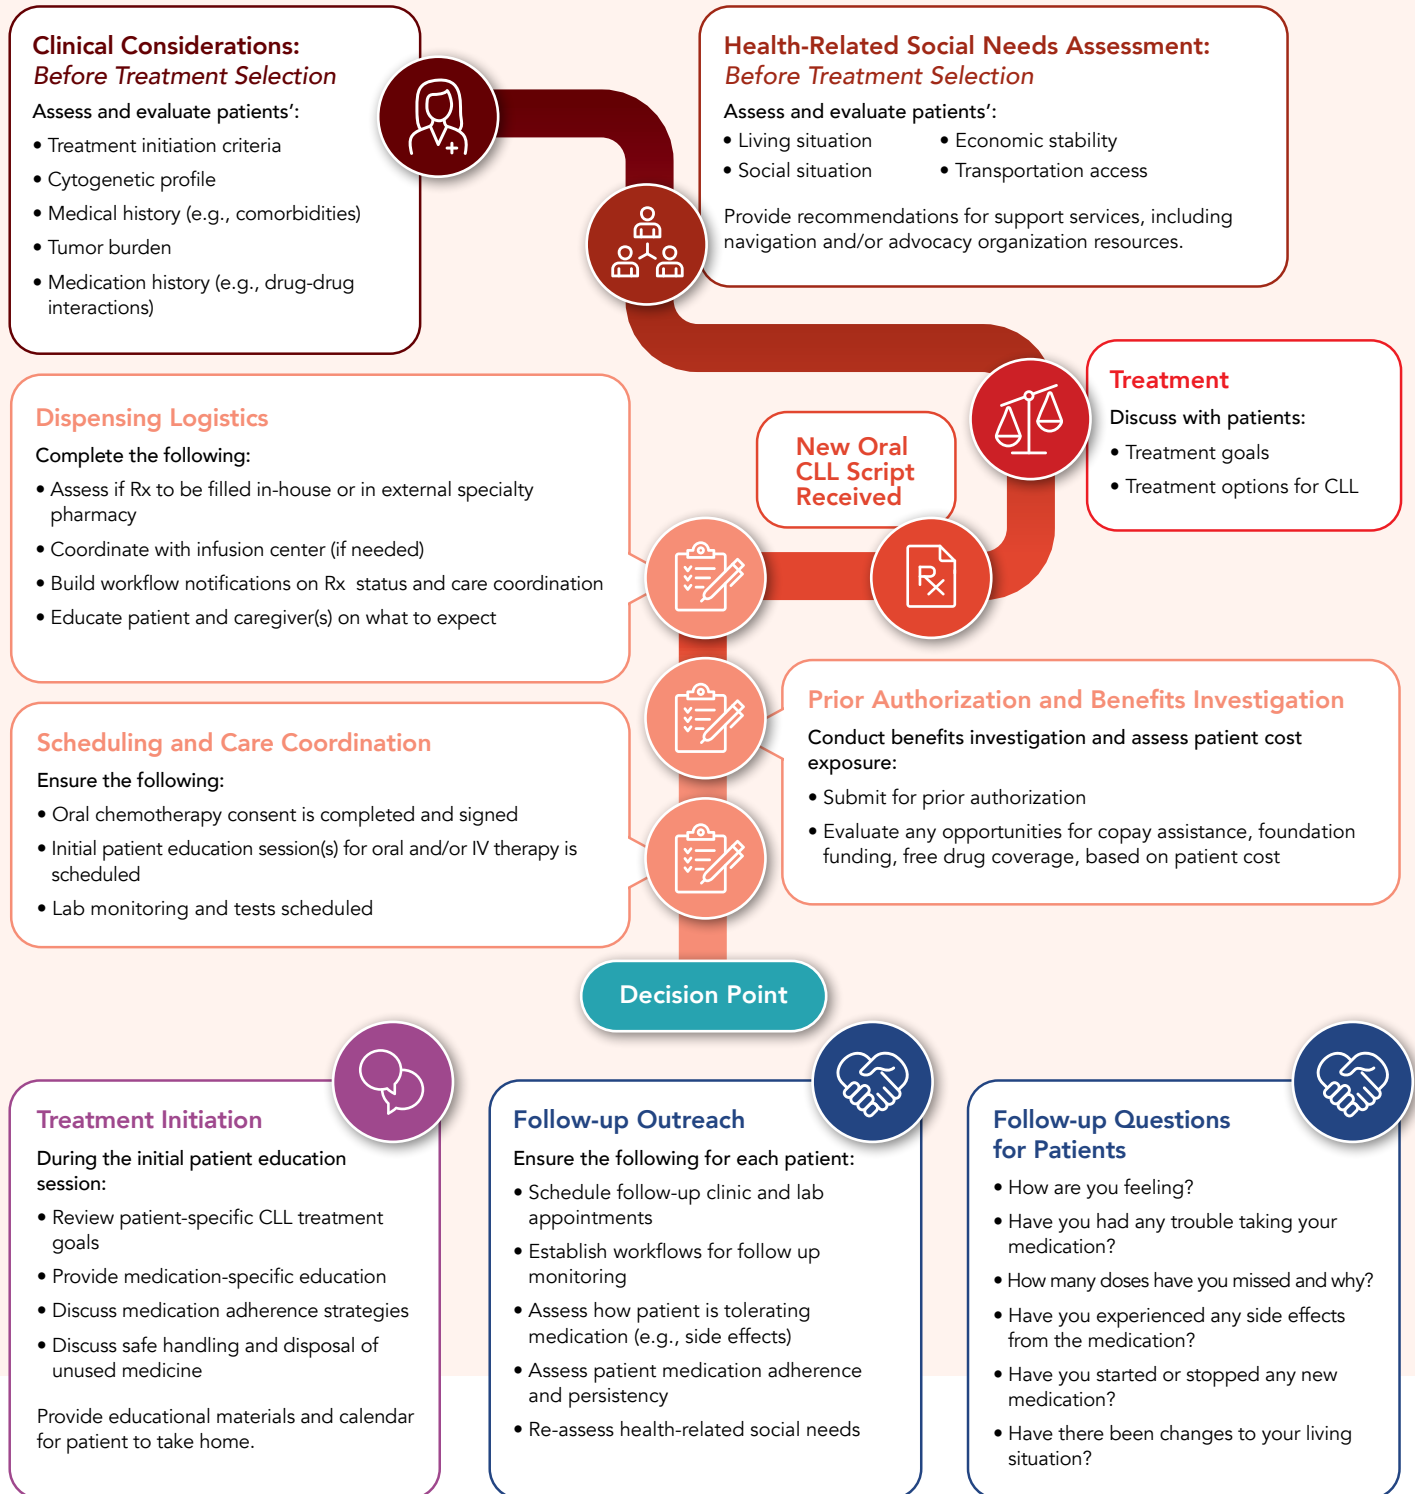 Clinical Considerations:
Before Treatment Selection
Assess and evaluate patients’:
• Treatment initiation criteria
• Cytogenetic profile
• Medical history (e.g., comorbidities)
• Tumor burden
• Medication history (e.g., drug-drug
interactions)
Health-Related Social Needs Assessment:
Before Treatment Selection
Assess and evaluate patients’:
• Living situation
• Social situation
• Economic stability
• Transportation access
Provide recommendations for support services, including
navigation and/or advocacy organization resources.
Treatment
Discuss with patients:
• Treatment goals
• Treatment options for CLL
New Oral
CLL Script
Received
Rx
Dispensing Logistics
Complete the following:
• Assess if Rx to be filled in-house or in external specialty
pharmacy
• Coordinate with infusion center (if needed)
• Build workflow notifications on Rx status and care coordination
• Educate patient and caregiver(s) on what to expect
Prior Authorization and Benefits Investigation
Conduct benefits investigation and assess patient cost
exposure:
• Submit for prior authorization
• Evaluate any opportunities for copay assistance, foundation
funding, free drug coverage, based on patient cost
Scheduling and Care Coordination
Ensure the following:
• Oral chemotherapy consent is completed and signed
• Initial patient education session(s) for oral and/or IV therapy is
scheduled
• Lab monitoring and tests scheduled
Decision Point
Treatment Initiation
During the initial patient education
session:
• Review patient-specific CLL treatment
goals
• Provide medication-specific education
• Discuss medication adherence strategies
• Discuss safe handling and disposal of
unused medicine
Provide educational materials and calendar
for patient to take home.
Follow-up Outreach
Ensure the following for each patient:
• Schedule follow-up clinic and lab
appointments
• Establish workflows for follow up
monitoring
• Assess how patient is tolerating
medication (e.g., side effects)
• Assess patient medication adherence
and persistency
• Re-assess health-related social needs
Follow-up Questions
for Patients
• How are you feeling?
• Have you had any trouble taking your
medication?
• How many doses have you missed and why?
• Have you experienced any side effects
from the medication?
• Have you started or stopped any new
medication?
• Have there been changes to your living
situation?